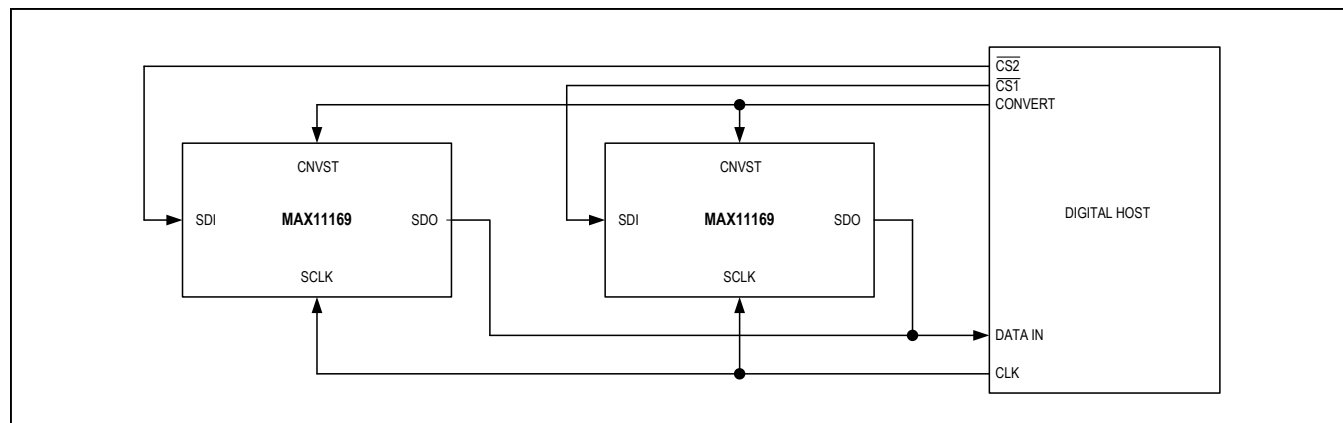 CS2
CS1
CONVERT
CNVST
CNVST
SDI
MAX11169
SDO
SDI
MAX11169
SDO
DIGITAL HOST
SCLK
SCLK
DATA IN
CLK